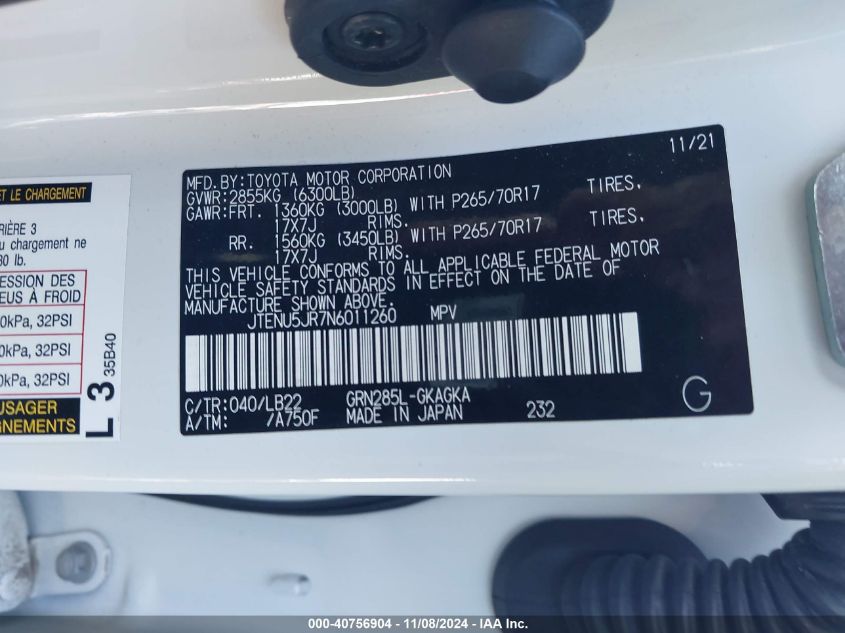 ET LE CHARGEMENT
RIÈRE 3
u chargement ne
80 lb.
ESSION DES
EUS À FROID
0kPa, 32PSI
0kPa, 32PSI
0kPa, 32PSI
USAGER
GNEMENTS
L 3 35B40
11/21
MFD.BY:TOYOTA MOTOR CORPORATION
GVWR:2855KG (6300LB)
GAWR:FRT. 1360KG (3000LB) WITH P265/70R17 TIRES.
17X7J RIMS.
RR. 1560KG (3450LB) WITH P265/70R17 TIRES.
17X7J RIMS.
THIS VEHICLE CONFORMS TO ALL APPLICABLE FEDERAL MOTOR
VEHICLE SAFETY STANDARDS IN EFFECT ON THE DATE OF
MANUFACTURE SHOWN ABOVE.
JTENU5JR7N6011260 MPV
C/TR:040/LB22 GRN285L-GKAGKA
A/TM: /A750F MADE IN JAPAN 232
G
000-40756904 - 11/08/2024 - IAA Inc.